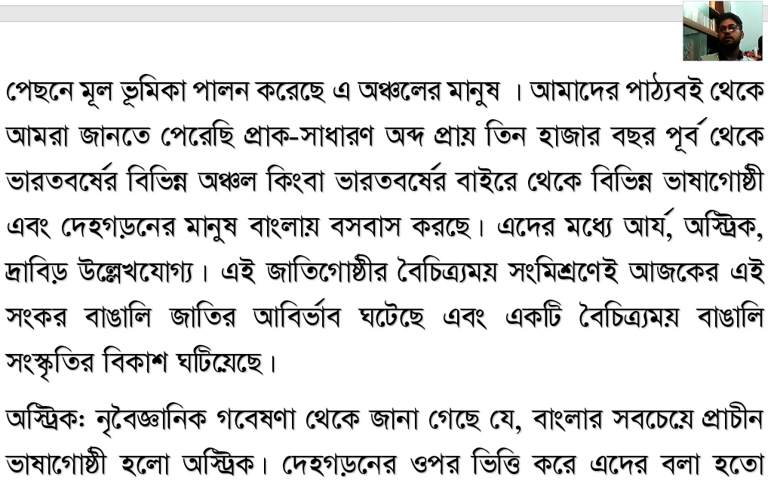 পেছনে মূল ভূমিকা পালন করেছে এ অঞ্চলের মানুষ । আমাদের পাঠ্যবই থেকে
আমরা জানতে পেরেছি প্রাক-সাধারণ অব্দ প্রায় তিন হাজার বছর পূর্ব থেকে
ভারতবর্ষের বিভিন্ন অঞ্চল কিংবা ভারতবর্ষের বাইরে থেকে বিভিন্ন ভাষাগোষ্ঠী
এবং দেহগড়নের মানুষ বাংলায় বসবাস করছে। এদের মধ্যে আর্য, অস্ট্রিক,
দ্রাবিড় উল্লেখযোগ্য। এই জাতিগোষ্ঠীর বৈচিত্র্যময় সংমিশ্রণেই আজকের এই
সংকর বাঙালি জাতির আবির্ভাব ঘটেছে এবং একটি বৈচিত্র্যময় বাঙালি
সংস্কৃতির বিকাশ ঘটিয়েছে।
অস্ট্রিক: নৃবৈজ্ঞানিক গবেষণা থেকে জানা গেছে যে, বাংলার সবচেয়ে প্রাচীন
ভাষাগোষ্ঠী হলো অস্ট্রিক। দেহগড়নের ওপর ভিত্তি করে এদের বলা হতো